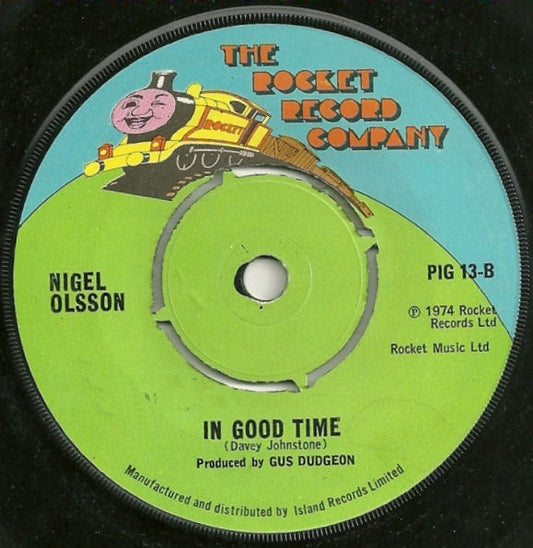 THE
ROCKET
RECORD
COMPANY
ROCKET
NIGEL
OLSSON
PIG 13-B
Ⓟ 1974 Rocket
Records Ltd
Rocket Music Ltd
IN GOOD TIME
(Davey Johnstone)
Produced by GUS DUDGEON
Manufactured and distributed by Island Records Limited